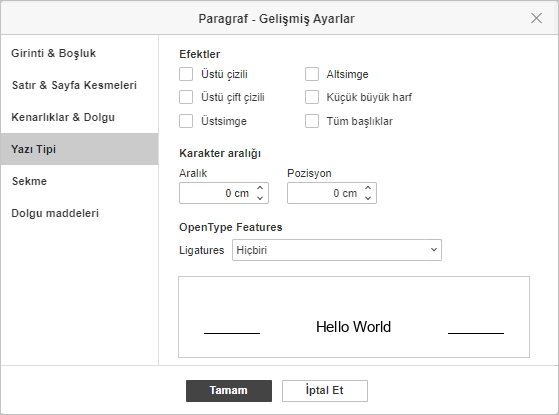 Paragraf - Gelişmiş Ayarlar
Girinti & Boşluk
Satır & Sayfa Kesmeleri
Kenarlıklar & Dolgu
Yazı Tipi
Sekme
Dolgu maddeleri
Efektler
Üstü çizili
Altsimge
Üstü çift çizili
Küçük büyük harf
Üstsimge
Tüm başlıklar
Karakter aralığı
Aralık
Pozisyon
0 cm
0 cm
OpenType Features
Ligatures
Hiçbiri
Hello World
Tamam
İptal Et